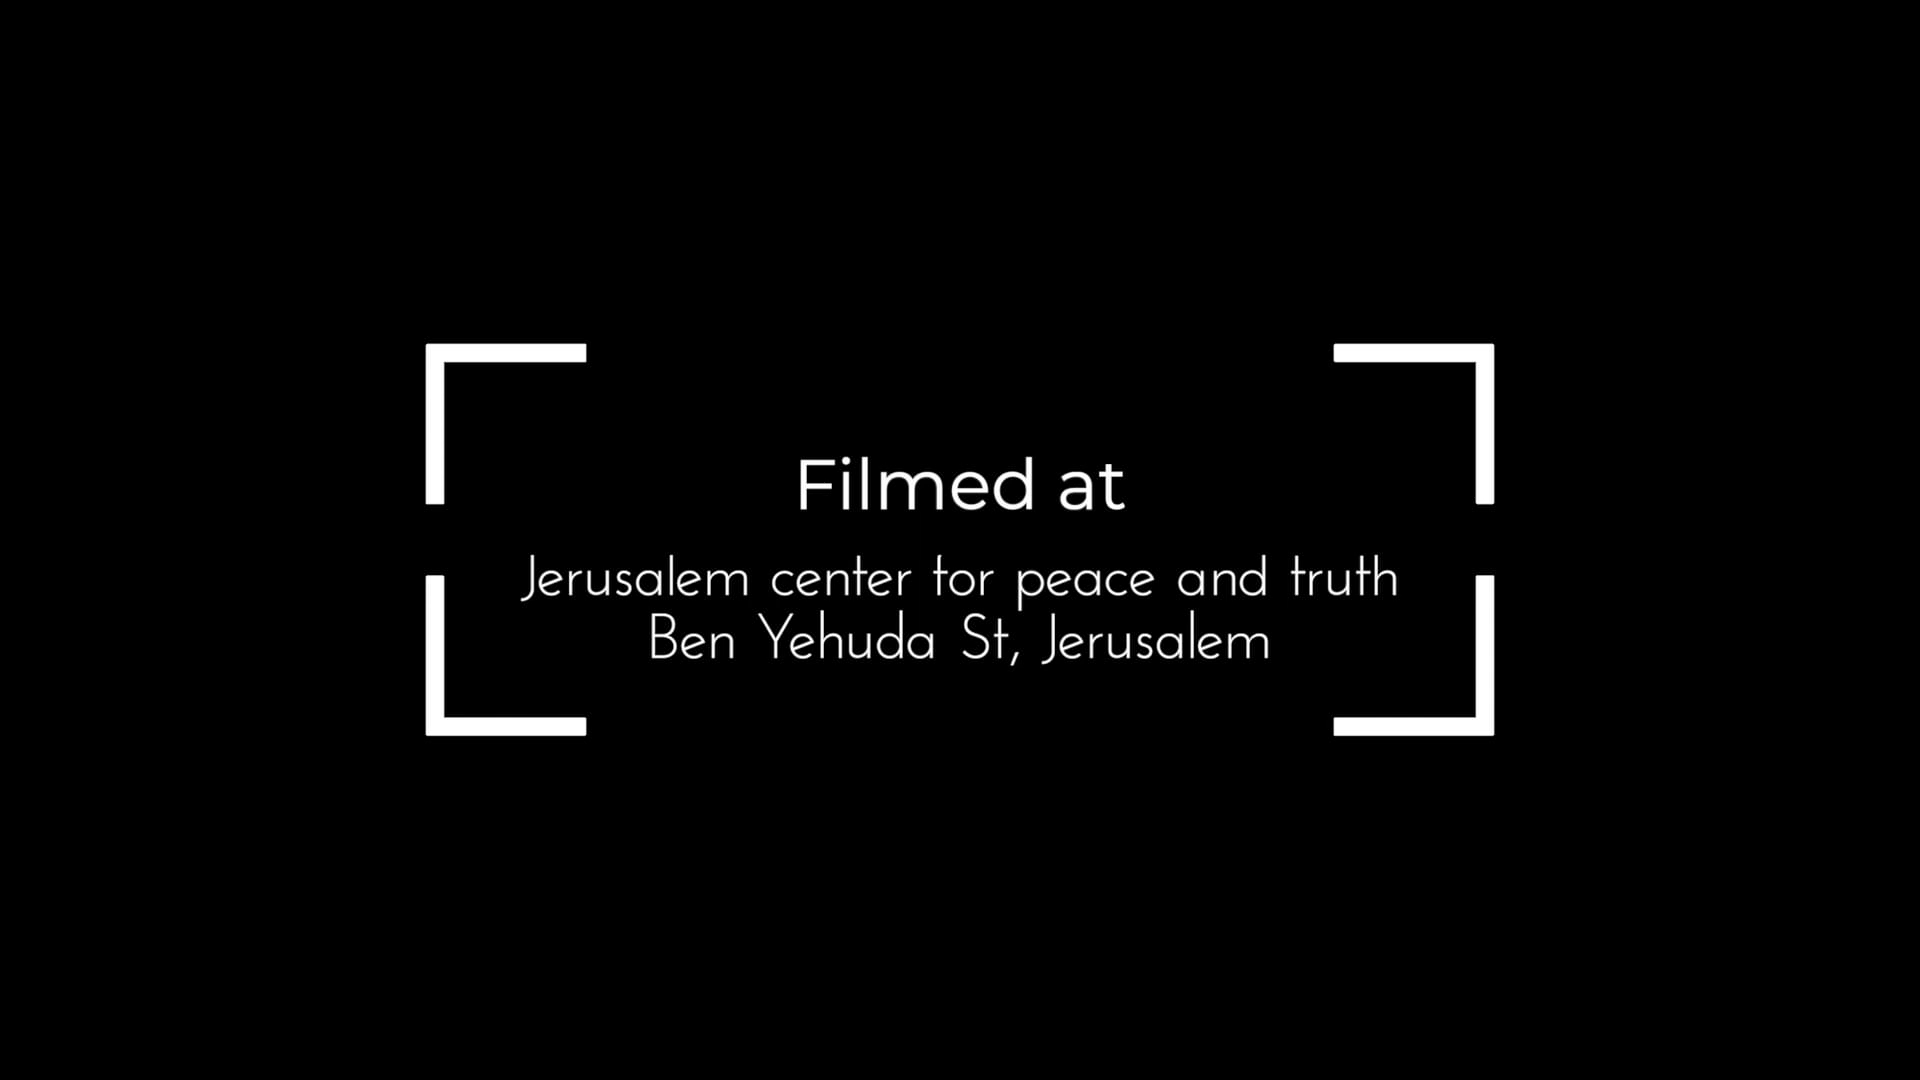 Filmed at
Jerusalem center for peace and truth
Ben Yehuda St, Jerusalem